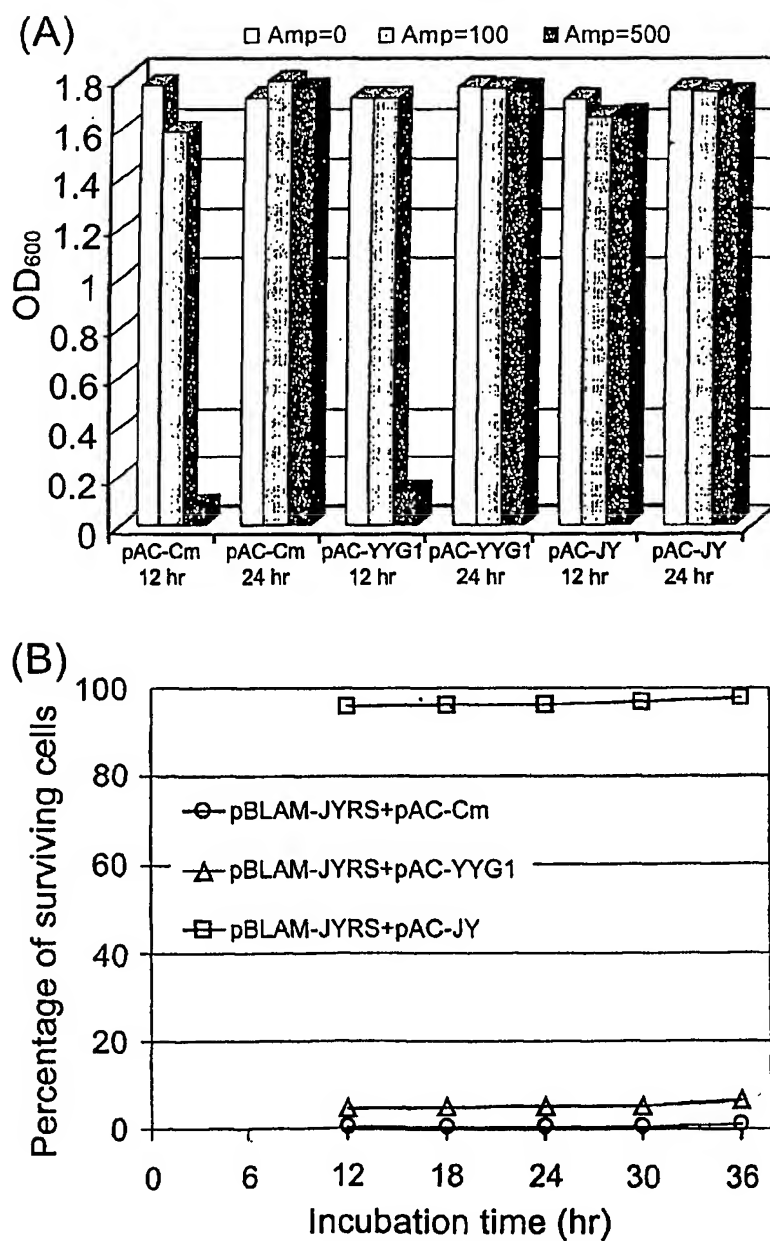 (A)
□ Amp=0 □ Amp=100 ■ Amp=500
OD600
1.8
1.6
1.4
1.2
1
0.8
0.6
0.4
0.2
0
pAC-Cm pAC-Cm pAC-YYG1 pAC-YYG1 pAC-JY pAC-JY
12 hr 24 hr 12 hr 24 hr 12 hr 24 hr
(B)
Percentage of surviving cells
100
80
60
40
20
0
pBLAM-JYRS+pAC-Cm
pBLAM-JYRS+pAC-YYG1
pBLAM-JYRS+pAC-JY
0 6 12 18 24 30 36
Incubation time (hr)